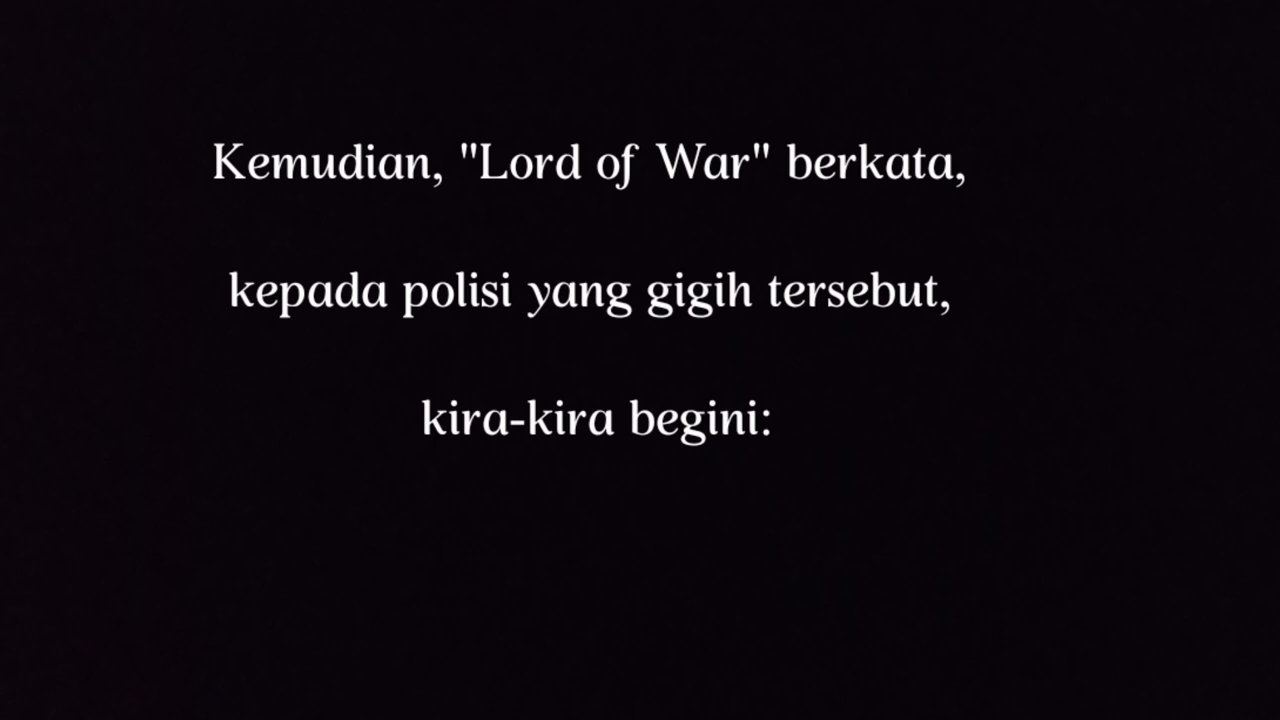 Kemudian, "Lord of War" berkata,
kepada polisi yang gigih tersebut,
kira-kira begini: